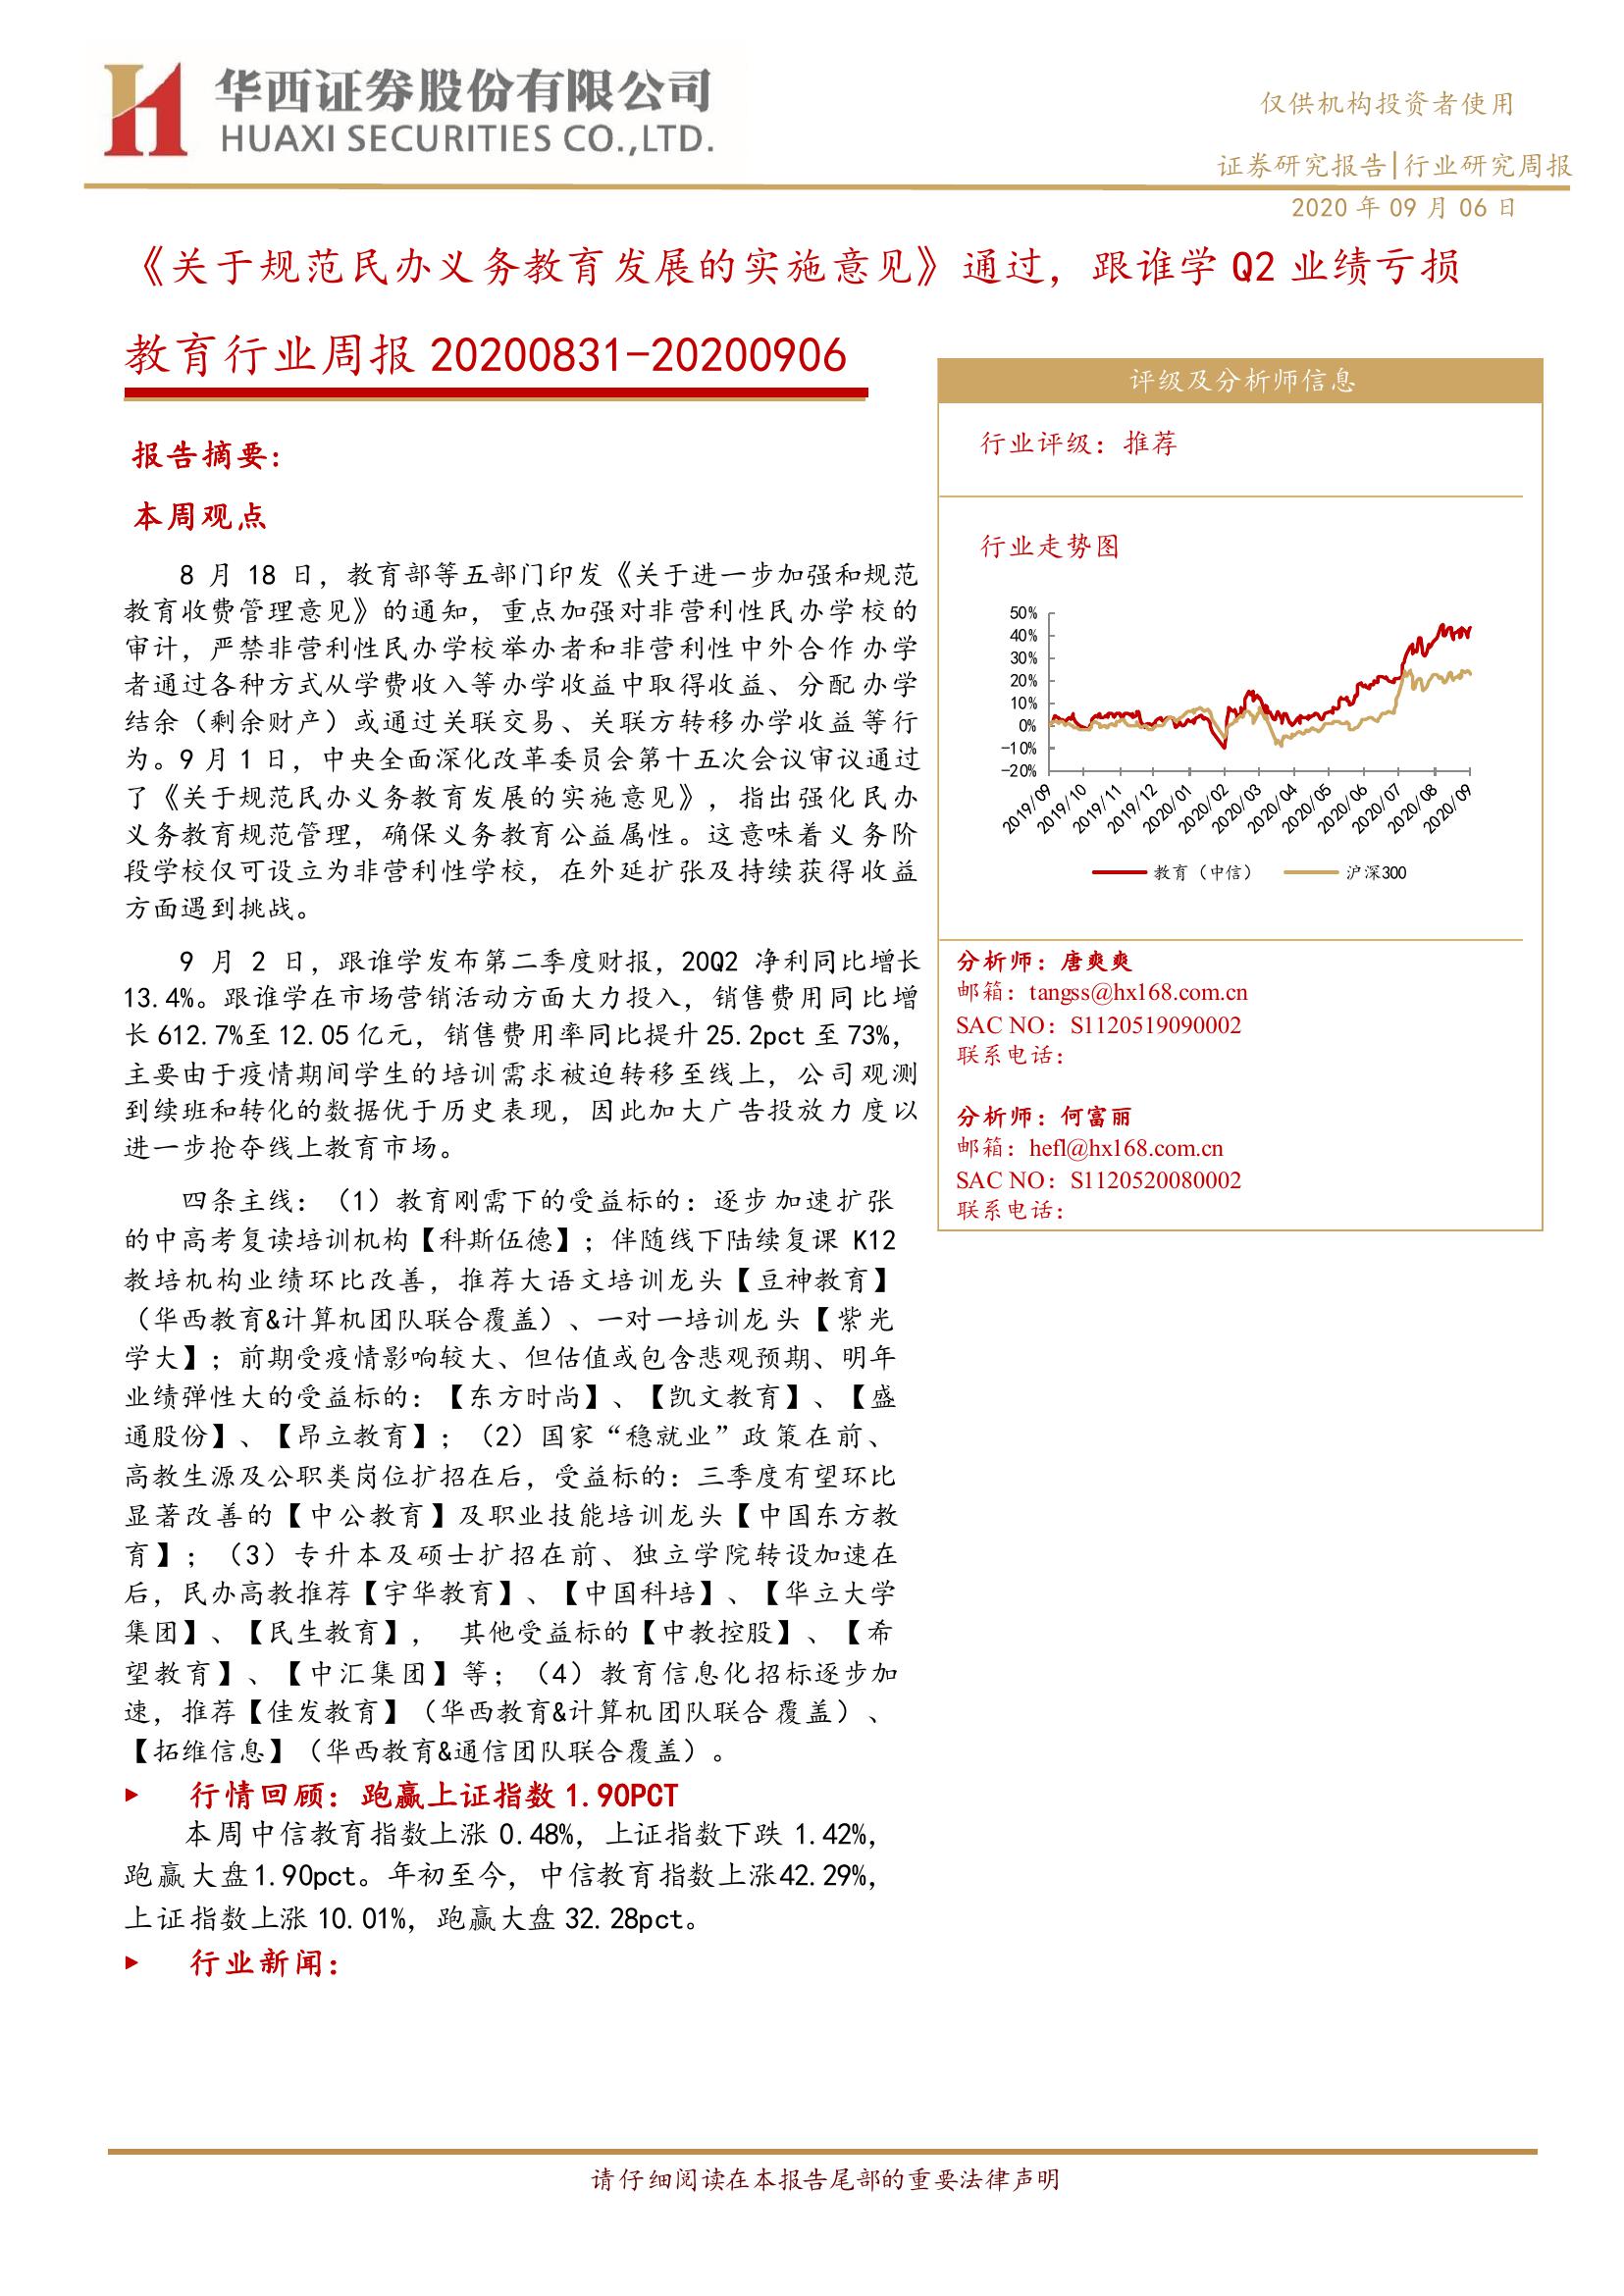 华西证券股份有限公司
HUAXI SECURITIES CO.,LTD.
仅供机构投资者使用
证券研究报告|行业研究周报
2020 年 09 月 06 日
《关于规范民办义务教育发展的实施意见》通过，跟谁学 Q2 业绩亏损
教育行业周报 20200831-20200906
报告摘要:
本周观点
8 月 18 日，教育部等五部门印发《关于进一步加强和规范
教育收费管理意见》的通知，重点加强对非营利性民办学校的
审计，严禁非营利性民办学校举办者和非营利性中外合作办学
者通过各种方式从学费收入等办学收益中取得收益、分配办学
结余（剩余财产）或通过关联交易、关联方转移办学收益等行
为。9 月 1 日，中央全面深化改革委员会第十五次会议审议通过
了《关于规范民办义务教育发展的实施意见》，指出强化民办
义务教育规范管理，确保义务教育公益属性。这意味着义务阶
段学校仅可设立为非营利性学校，在外延扩张及持续获得收益
方面遇到挑战。
9 月 2 日，跟谁学发布第二季度财报，20Q2 净利同比增长
13.4%。跟谁学在市场营销活动方面大力投入，销售费用同比增
长 612.7%至 12.05 亿元，销售费用率同比提升 25.2pct 至 73%，
主要由于疫情期间学生的培训需求被迫转移至线上，公司观测
到续班和转化的数据优于历史表现，因此加大广告投放力度以
进一步抢夺线上教育市场。
四条主线：（1）教育刚需下的受益标的：逐步加速扩张
的中高考复读培训机构【科斯伍德】；伴随线下陆续复课 K12
教培机构业绩环比改善，推荐大语文培训龙头【豆神教育】
（华西教育&计算机团队联合覆盖）、一对一培训龙头【紫光
学大】；前期受疫情影响较大、但估值或包含悲观预期、明年
业绩弹性大的受益标的：【东方时尚】、【凯文教育】、【盛
通股份】、【昂立教育】；（2）国家“稳就业”政策在前、
高教生源及公职类岗位扩招在后，受益标的：三季度有望环比
显著改善的【中公教育】及职业技能培训龙头【中国东方教
育】；（3）专升本及硕士扩招在前、独立学院转设加速在
后，民办高教推荐【宇华教育】、【中国科培】、【华立大学
集团】、【民生教育】， 其他受益标的【中教控股】、【希
望教育】、【中汇集团】等；（4）教育信息化招标逐步加
速，推荐【佳发教育】（华西教育&计算机团队联合覆盖）、
【拓维信息】（华西教育&通信团队联合覆盖）。
行情回顾：跑赢上证指数 1.90PCT
本周中信教育指数上涨 0.48%，上证指数下跌 1.42%，
跑赢大盘1.90pct。年初至今，中信教育指数上涨42.29%，
上证指数上涨 10.01%，跑赢大盘 32.28pct。
行业新闻：
评级及分析师信息
行业评级：推荐
行业走势图
50%
40%
30%
20%
10%
0%
-10%
-20%
2019/09
2019/10
2019/11
2019/12
2020/01
2020/02
2020/03
2020/04
2020/05
2020/06
2020/07
2020/08
2020/09
教育（中信） 沪深300
分析师：唐爽爽
邮箱：tangss@hx168.com.cn
SAC NO：S1120519090002
联系电话：
分析师：何富丽
邮箱：hefl@hx168.com.cn
SAC NO：S1120520080002
联系电话：
请仔细阅读在本报告尾部的重要法律声明